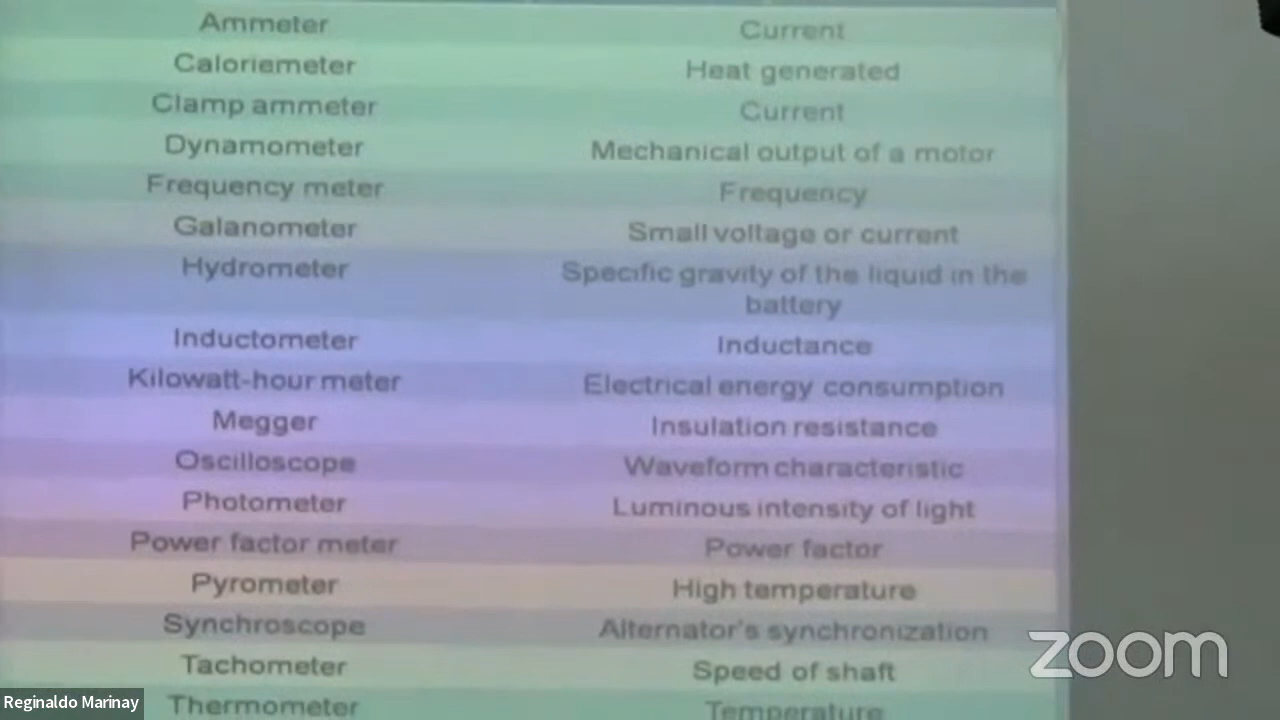 Ammeter Current
Caloriemeter Heat generated
Clamp ammeter Current
Dynamometer Mechanical output of a motor
Frequency meter Frequency
Galanometer Small voltage or current
Hydrometer Specific gravity of the liquid in the
battery
Inductometer Inductance
Kilowatt-hour meter Electrical energy consumption
Megger Insulation resistance
Oscilloscope Waveform characteristic
Photometer Luminous intensity of light
Power factor meter Power factor
Pyrometer High temperature
Synchroscope Alternator's synchronization
Tachometer Speed of shaft
Thermometer Temperature
zoom
Reginaldo Marinay